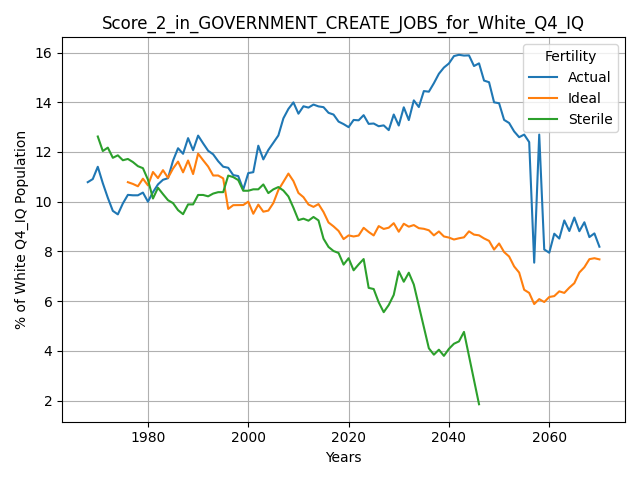 Score_2_in_GOVERNMENT_CREATE_JOBS_for_White_Q4_IQ
Fertility
Actual
Ideal
Sterile
% of White Q4_IQ Population
16
14
12
10
8
6
4
2
1980
2000
2020
2040
2060
Years